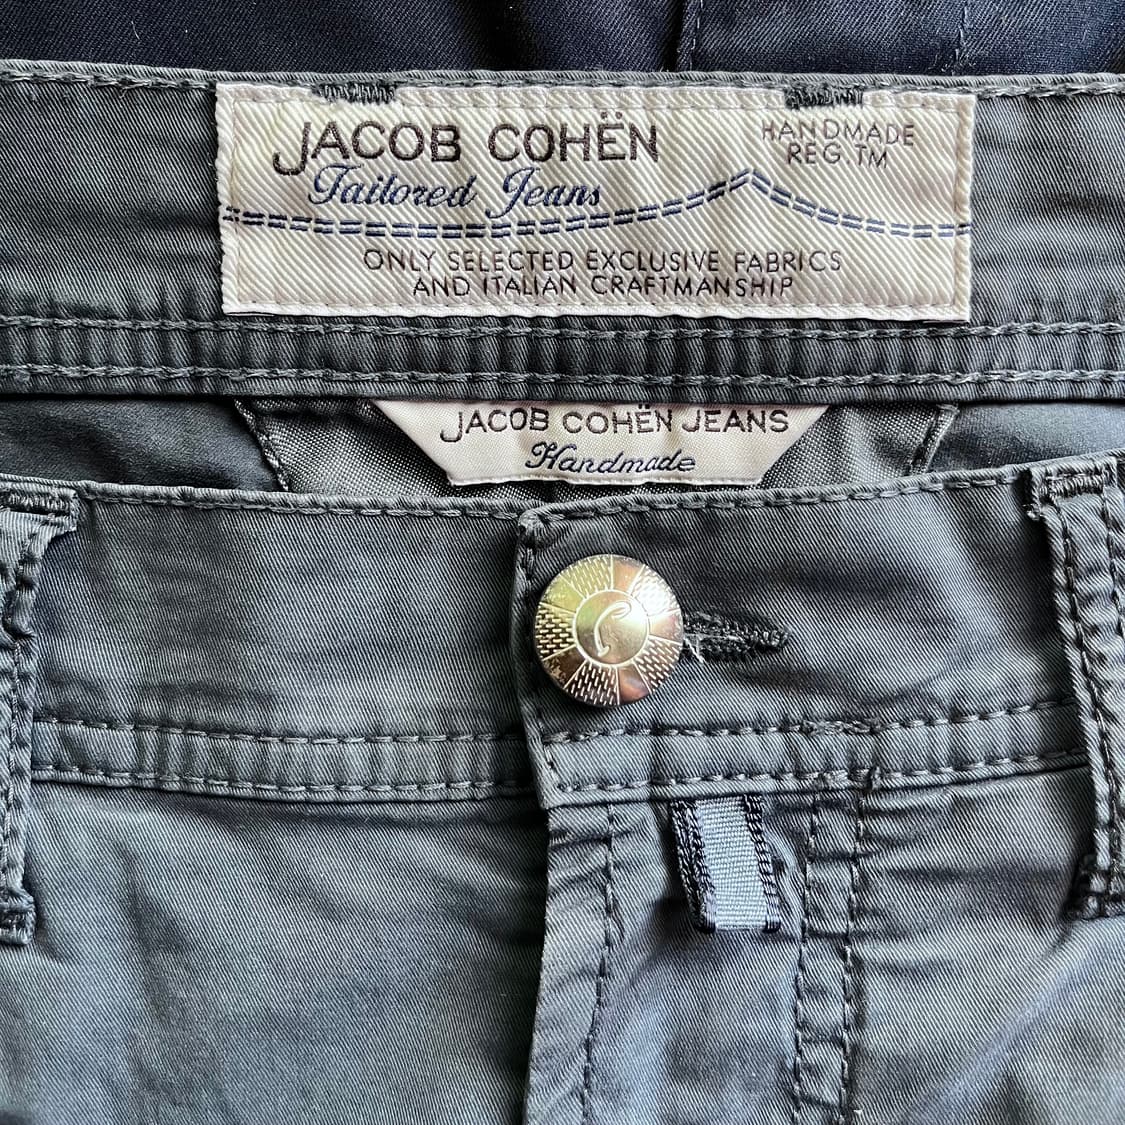 JACOB COHËN
HANDMADE
REG.TM
Tailored Jeans
ONLY SELECTED EXCLUSIVE FABRICS
AND ITALIAN CRAFTMANSHIP
JACOB COHËN JEANS
Handmade